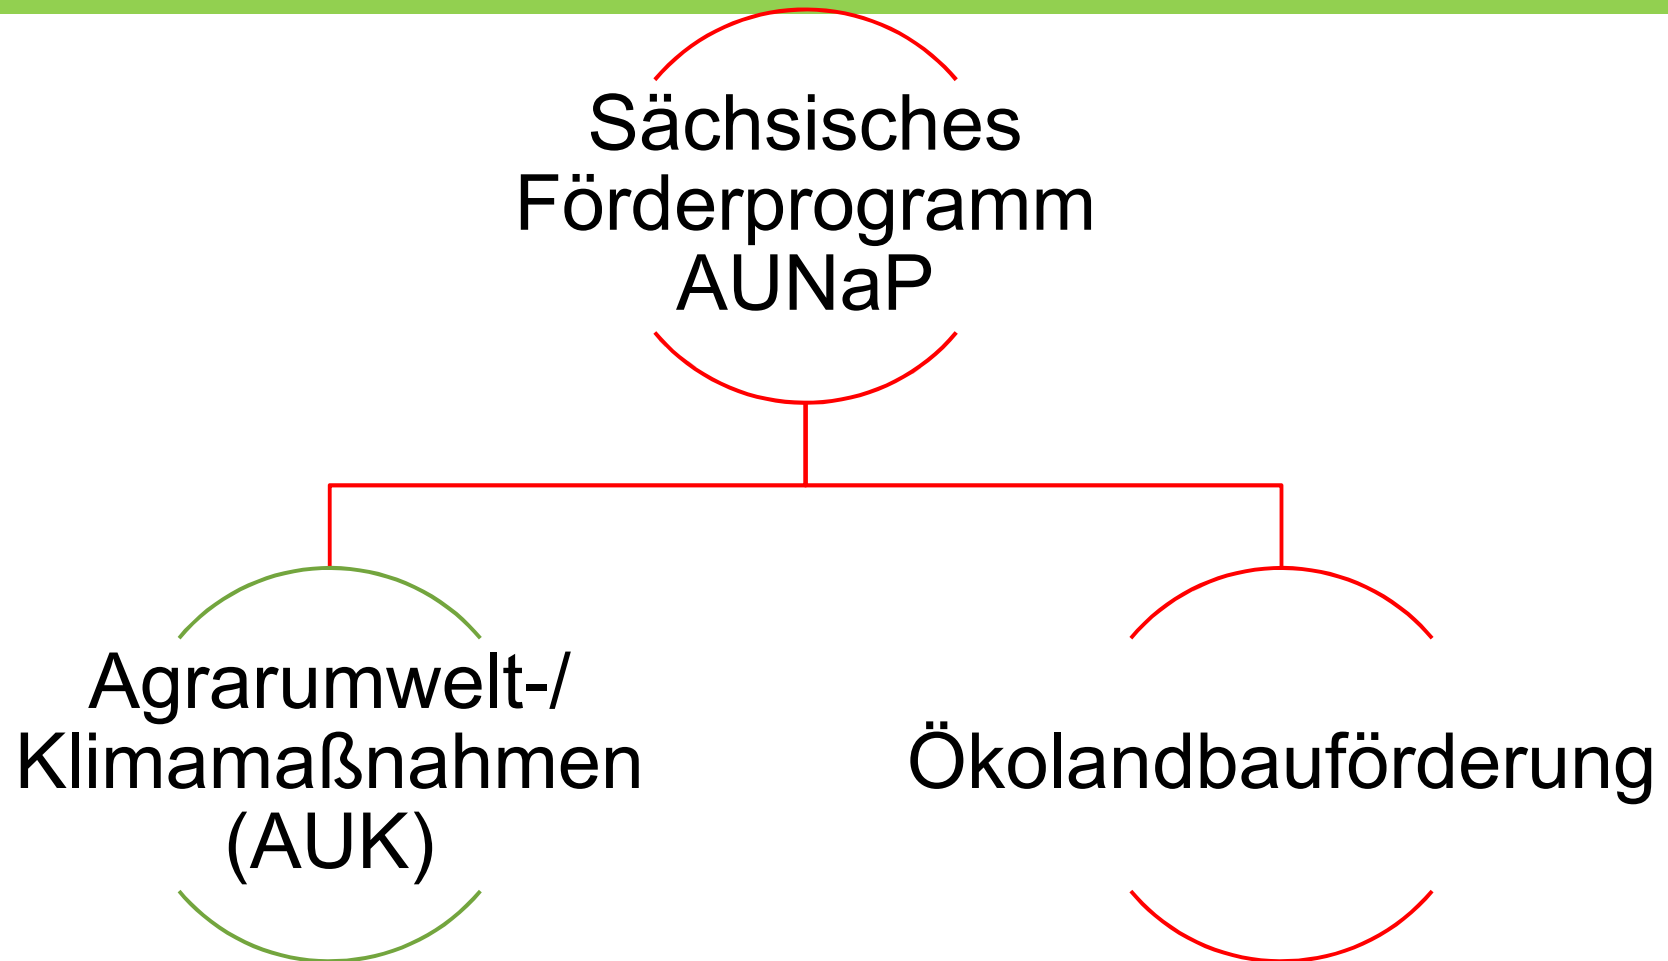 Sächsisches
Förderprogramm
AUNaP
Agrarumwelt-/
Klimamaßnahmen
(AUK)
Ökolandbauförderung